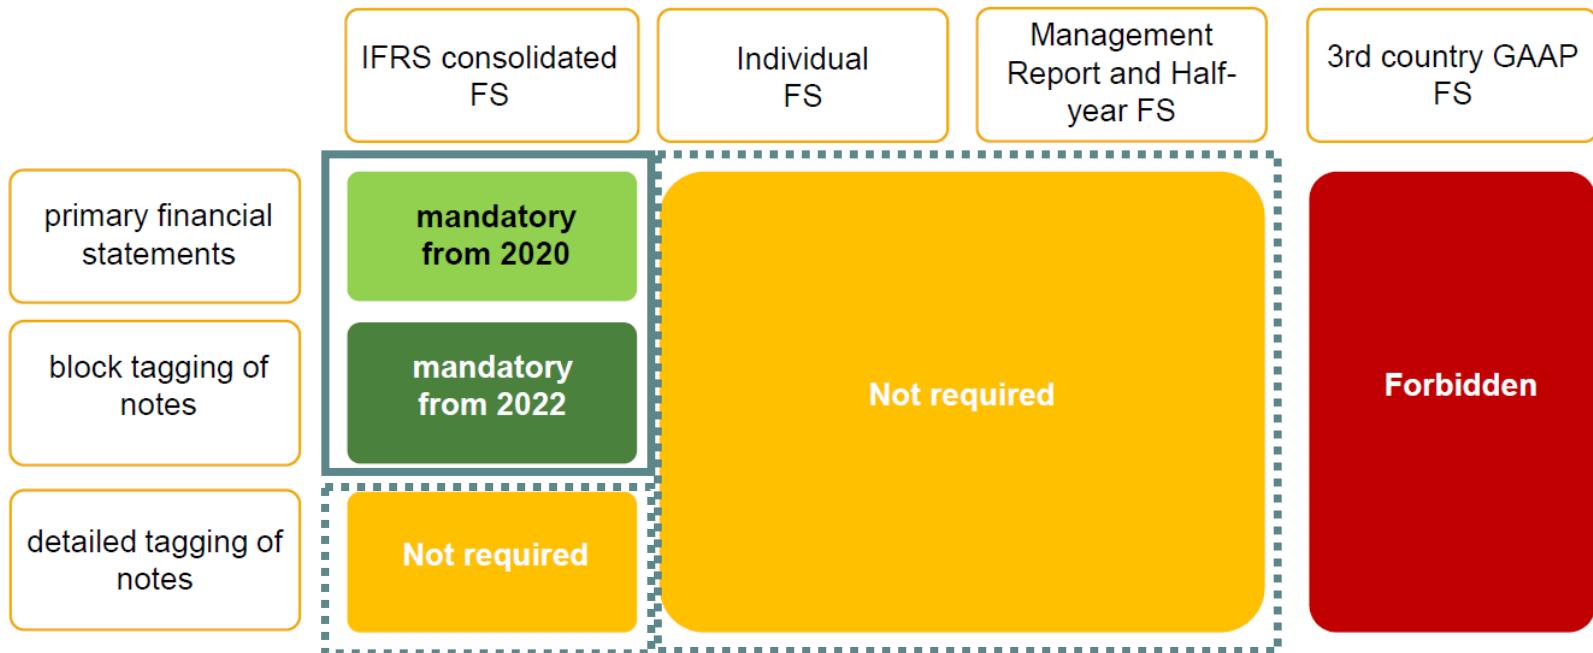 IFRS consolidated
FS
Individual
FS
Management
Report and Half-
year FS
3rd country GAAP
FS
primary financial
statements
mandatory
from 2020
block tagging of
notes
mandatory
from 2022
Not required
Forbidden
detailed tagging of
notes
Not required